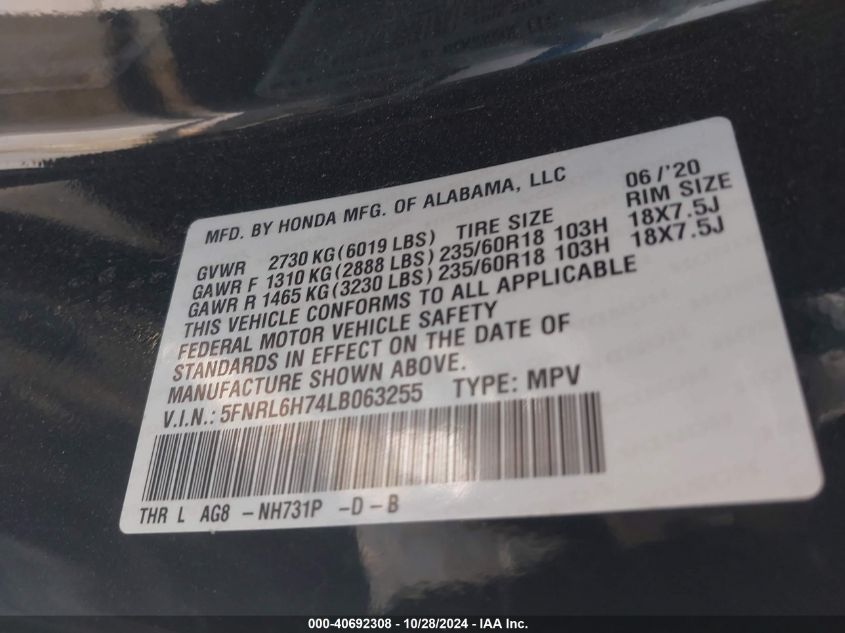 MFD. BY HONDA MFG. OF ALABAMA, LLC 06/'20
GVWR 2730 KG (6019 LBS) TIRE SIZE RIM SIZE
GAWR F 1310 KG (2888 LBS) 235/60R18 103H 18X7.5J
GAWR R 1465 KG (3230 LBS) 235/60R18 103H 18X7.5J
THIS VEHICLE CONFORMS TO ALL APPLICABLE
FEDERAL MOTOR VEHICLE SAFETY
STANDARDS IN EFFECT ON THE DATE OF
MANUFACTURE SHOWN ABOVE.
V.I.N.: 5FNRL6H74LB063255 TYPE: MPV
THR L AG8 - NH731P -D - B
000-40692308 - 10/28/2024 - IAA Inc.